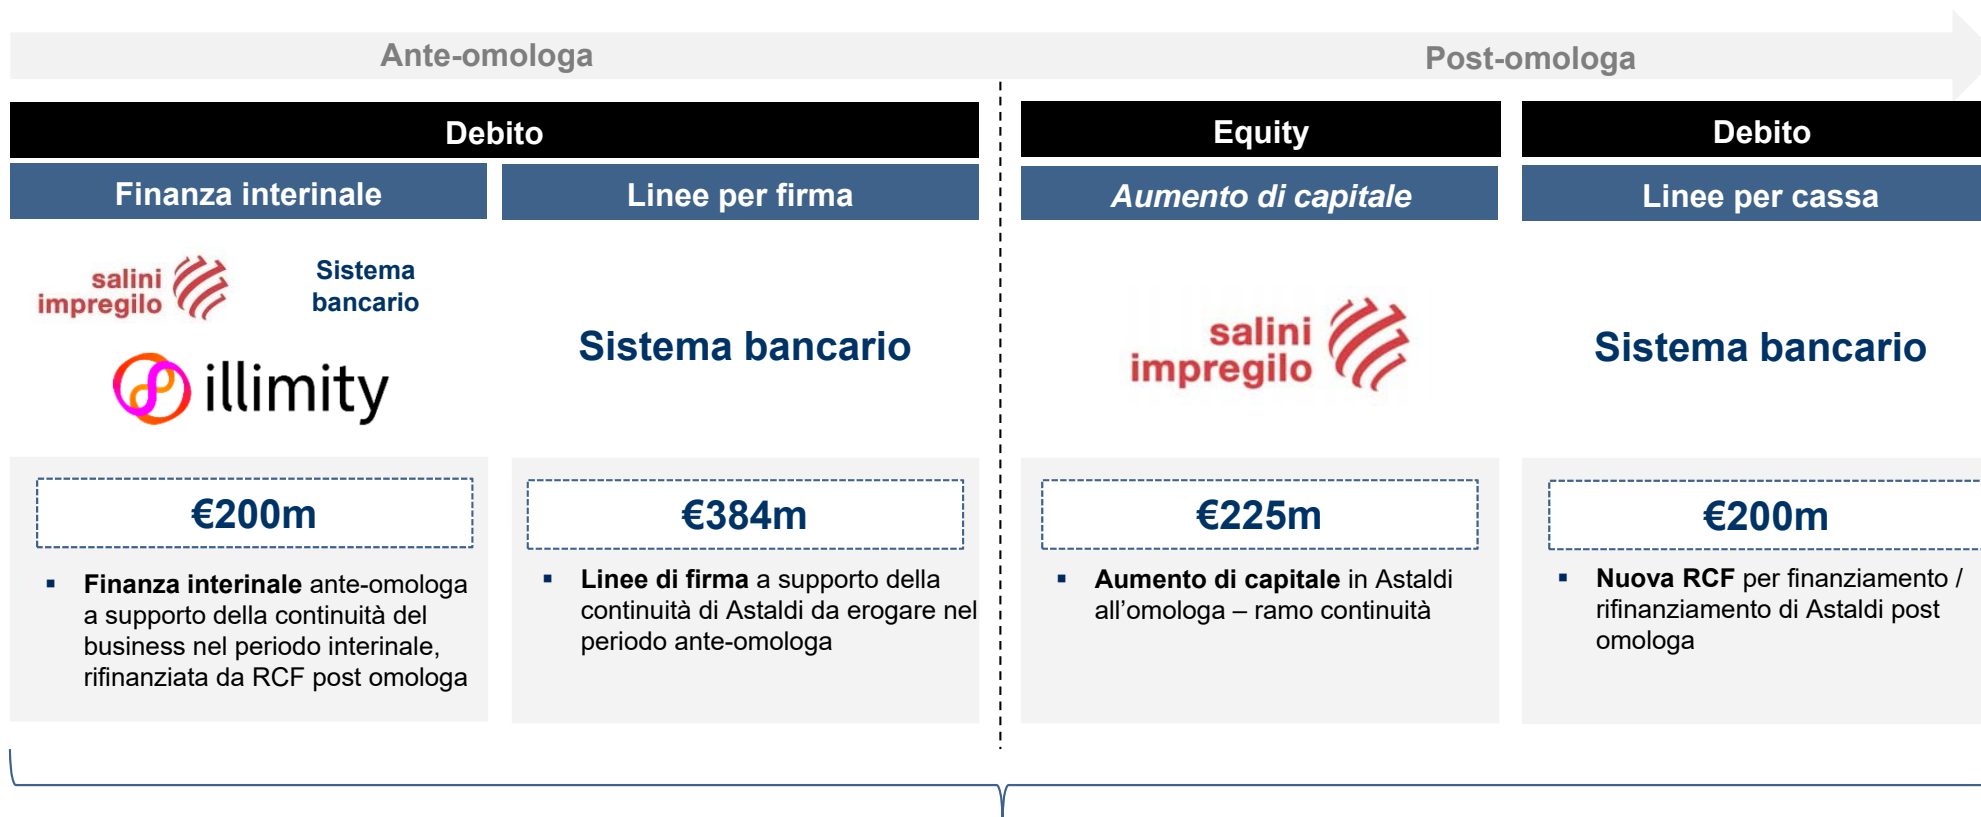 Ante-omologa
Post-omologa
Debito
Equity
Debito
Finanza interinale
Linee per firma
Aumento di capitale
Linee per cassa
salini
impregilo
Sistema
bancario
illimity
Sistema bancario
salini
impregilo
Sistema bancario
€200m
€384m
€225m
€200m
▪ Finanza interinale ante-omologa
a supporto della continuità del
business nel periodo interinale,
rifinanziata da RCF post omologa
▪ Linee di firma a supporto della
continuità di Astaldi da erogare nel
periodo ante-omologa
▪ Aumento di capitale in Astaldi
all’omologa – ramo continuità
▪ Nuova RCF per finanziamento /
rifinanziamento di Astaldi post
omologa